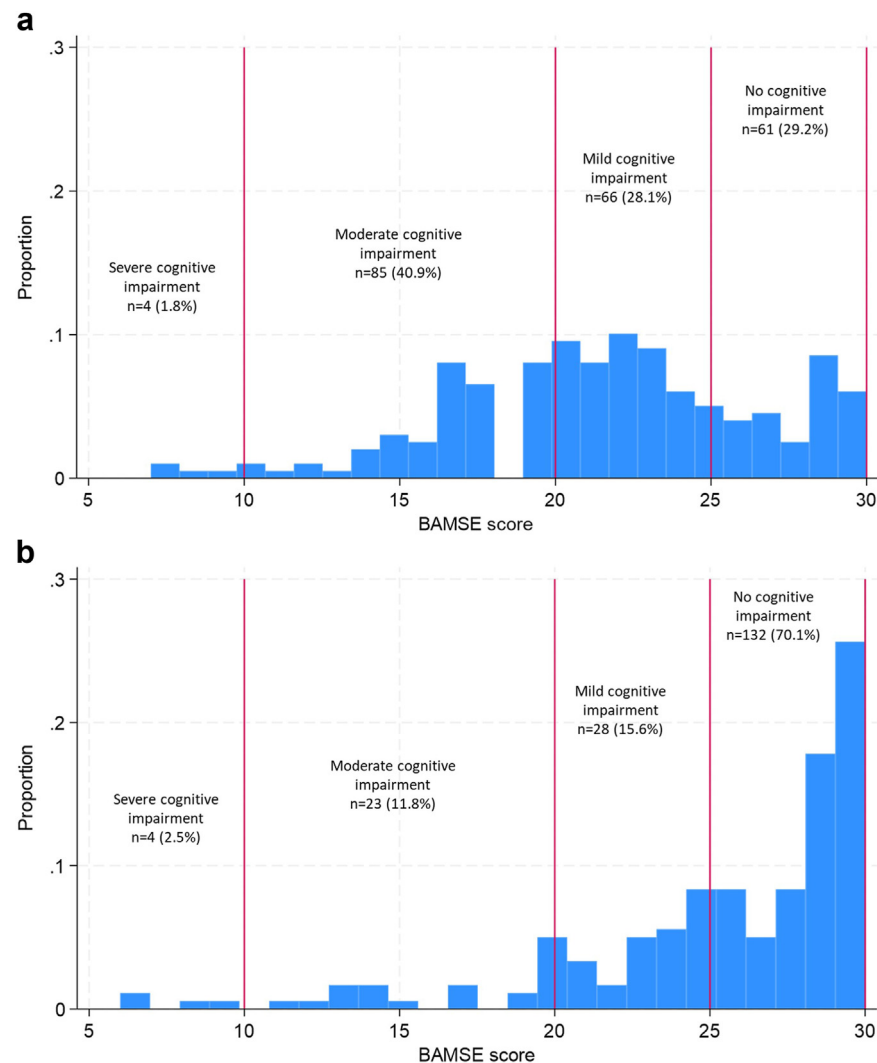 a
.3
.2
.1
0
Proportion
No cognitive
impairment
n=61 (29.2%)
Mild cognitive
impairment
n=66 (28.1%)
Moderate cognitive
impairment
n=85 (40.9%)
Severe cognitive
impairment
n=4 (1.8%)
5 10 15 20 25 30
BAMSE score
b
.3
.2
.1
0
Proportion
No cognitive
impairment
n=132 (70.1%)
Mild cognitive
impairment
n=28 (15.6%)
Moderate cognitive
impairment
n=23 (11.8%)
Severe cognitive
impairment
n=4 (2.5%)
5 10 15 20 25 30
BAMSE score